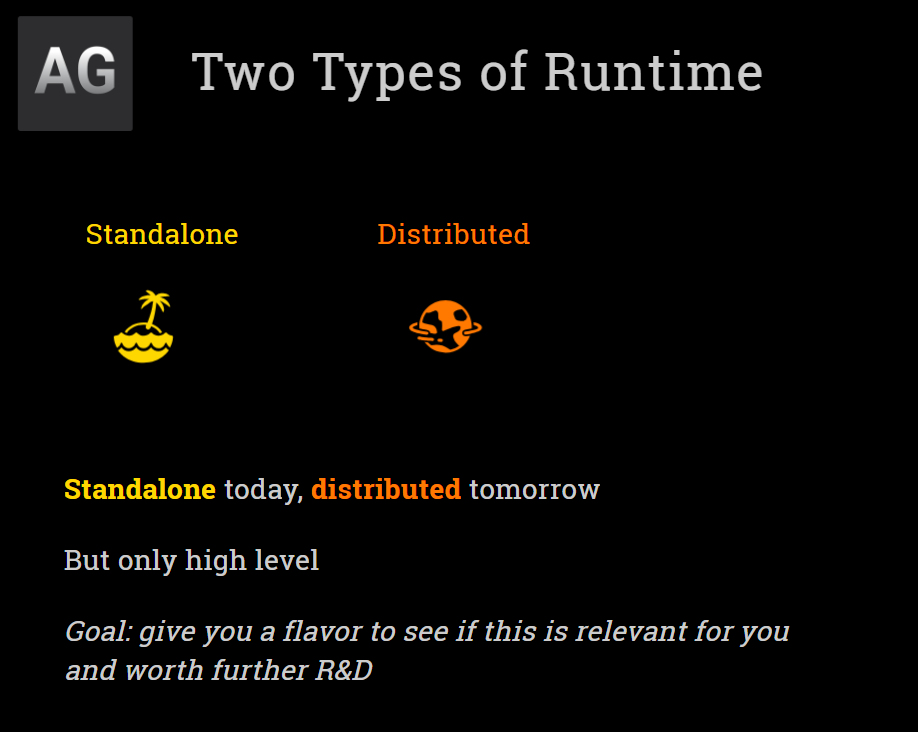 AG
Two Types of Runtime
Standalone
Distributed
Standalone today, distributed tomorrow
But only high level
Goal: give you a flavor to see if this is relevant for you
and worth further R&D